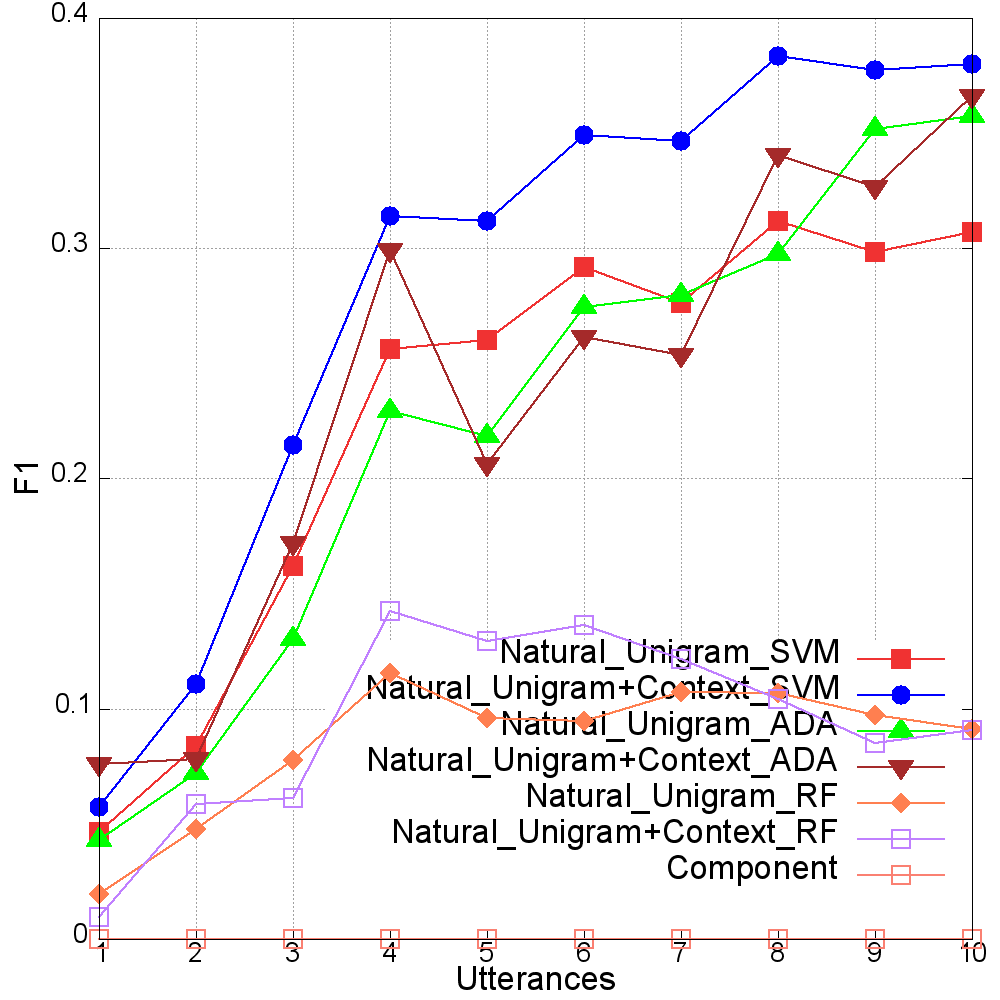 0.4
0.3
0.2
0.1
0
F1
Natural_Unigram_SVM
Natural_Unigram+Context_SVM
Natural_Unigram_ADA
Natural_Unigram+Context_ADA
Natural_Unigram_RF
Natural_Unigram+Context_RF
Component
1 2 3 4 5 6 7 8 9 10
Utterances